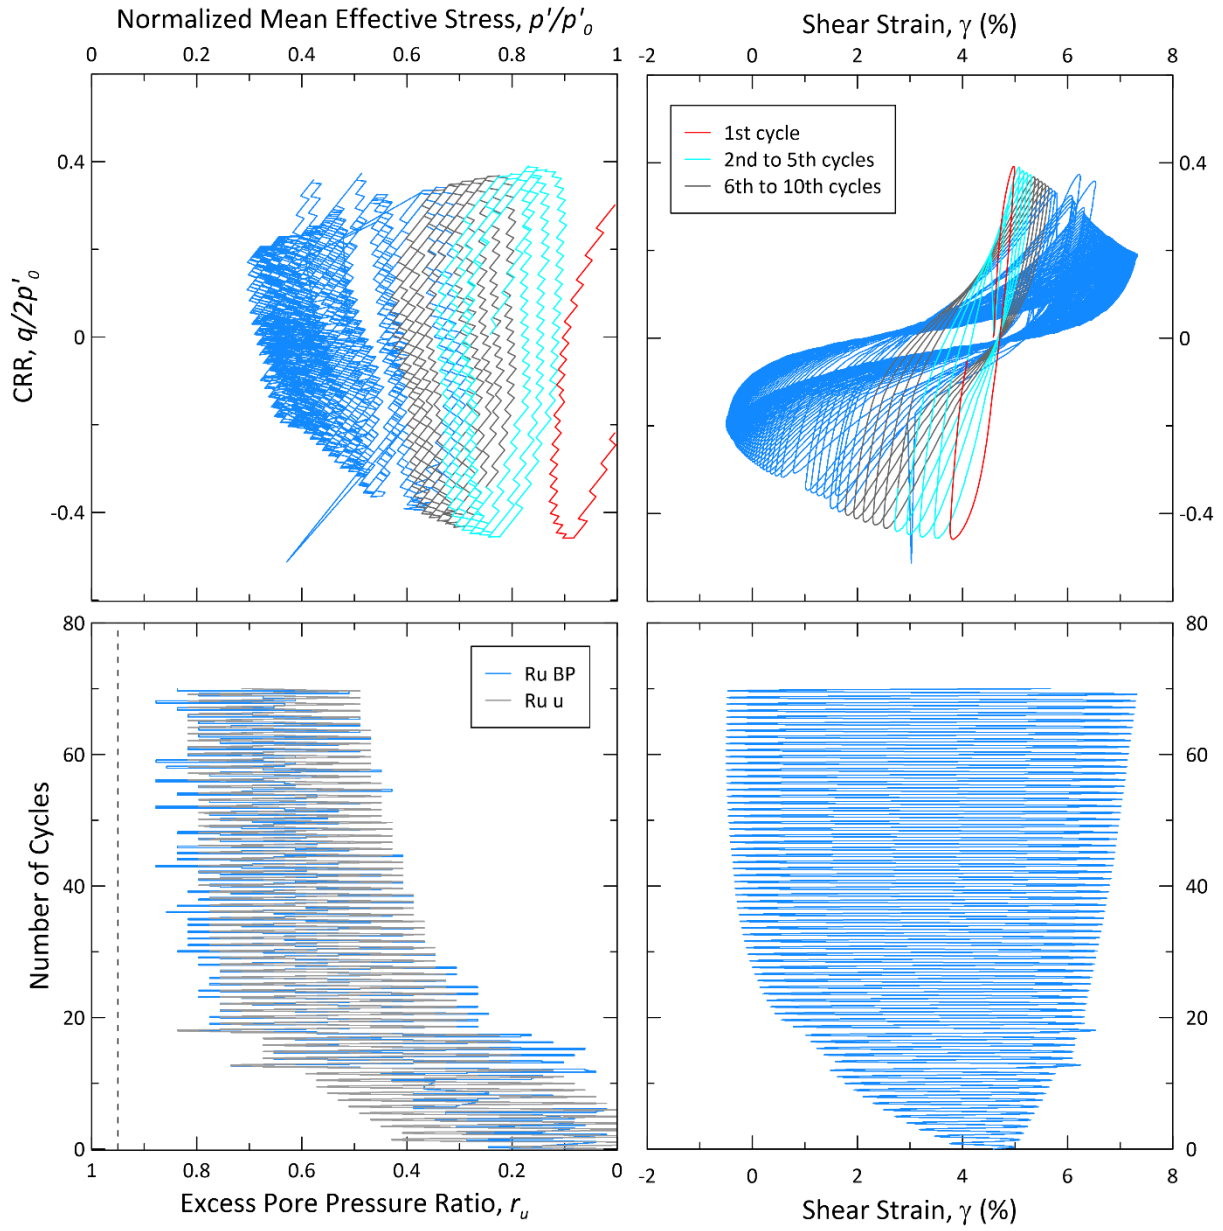 Normalized Mean Effective Stress, p'/p'0
Shear Strain, γ (%)
0 0.2 0.4 0.6 0.8 1
-2 0 2 4 6 8
CRR, q/2p'0
0.4
0
-0.4
1st cycle
2nd to 5th cycles
6th to 10th cycles
0.4
0
-0.4
Number of Cycles
80
60
40
20
0
Ru BP
Ru u
80
60
40
20
0
1 0.8 0.6 0.4 0.2 0
-2 0 2 4 6 8
Excess Pore Pressure Ratio, ru
Shear Strain, γ (%)